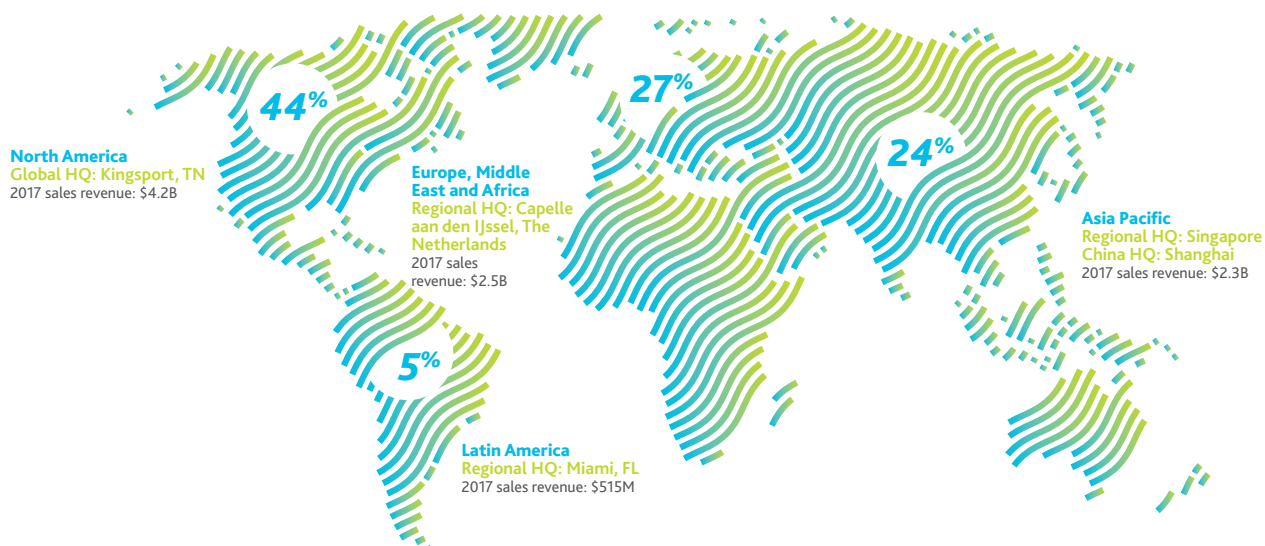 44%
27%
24%
North America
Global HQ: Kingsport, TN
2017 sales revenue: $4.2B
Europe, Middle
East and Africa
Regional HQ: Capelle
aan den IJssel, The
Netherlands
2017 sales
revenue: $2.5B
Asia Pacific
Regional HQ: Singapore
China HQ: Shanghai
2017 sales revenue: $2.3B
5%
Latin America
Regional HQ: Miami, FL
2017 sales revenue: $515M